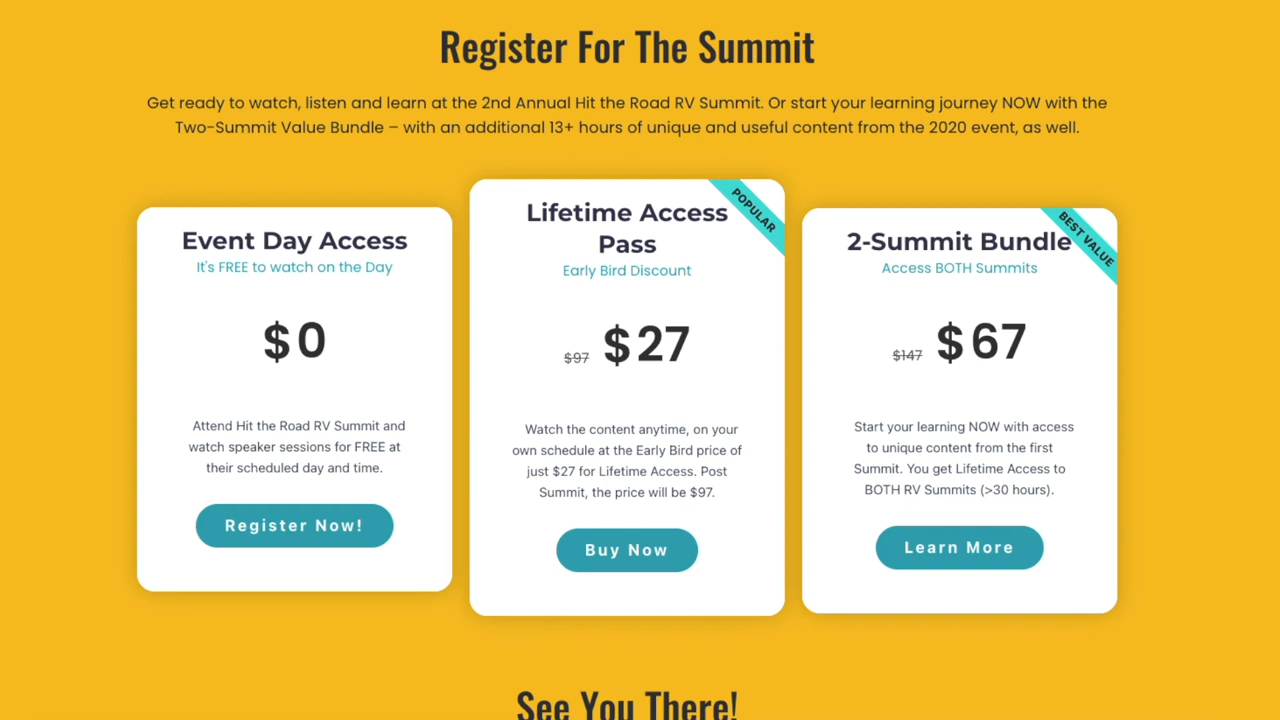 Register For The Summit
Get ready to watch, listen and learn at the 2nd Annual Hit the Road RV Summit. Or start your learning journey NOW with the
Two-Summit Value Bundle – with an additional 13+ hours of unique and useful content from the 2020 event, as well.
Event Day Access
It's FREE to watch on the Day
$0
Attend Hit the Road RV Summit and
watch speaker sessions for FREE at
their scheduled day and time.
Register Now!
POPULAR
Lifetime Access
Pass
Early Bird Discount
$97 $27
Watch the content anytime, on your
own schedule at the Early Bird price of
just $27 for Lifetime Access. Post
Summit, the price will be $97.
Buy Now
BEST VALUE
2-Summit Bundle
Access BOTH Summits
$147 $67
Start your learning NOW with access
to unique content from the first
Summit. You get Lifetime Access to
BOTH RV Summits (>30 hours).
Learn More
See You There!